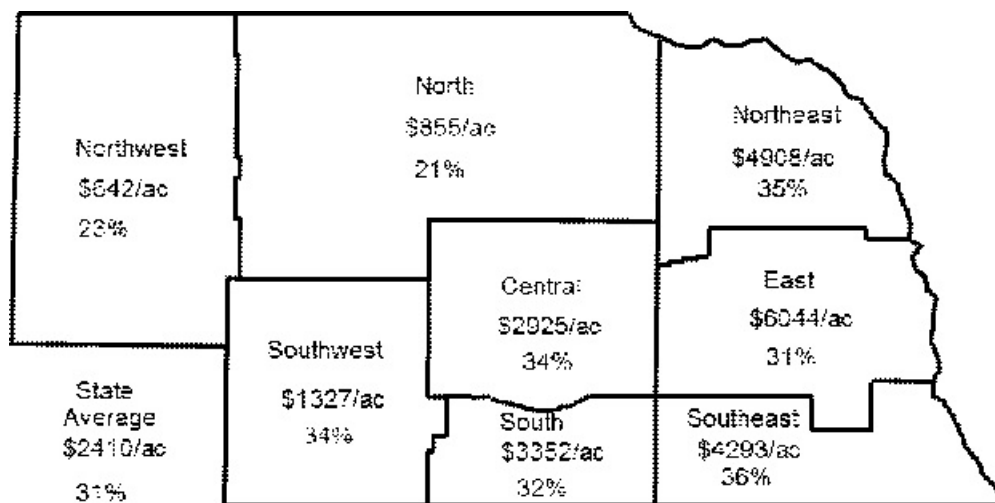 North
$855/ac
21%
Northeast
$4908/ac
35%
Northwest
$642/ac
23%
Central
$2925/ac
34%
East
$6044/ac
31%
Southwest
$1327/ac
34%
State
Average
$2410/ac
31%
South
$3352/ac
32%
Southeast
$4293/ac
36%